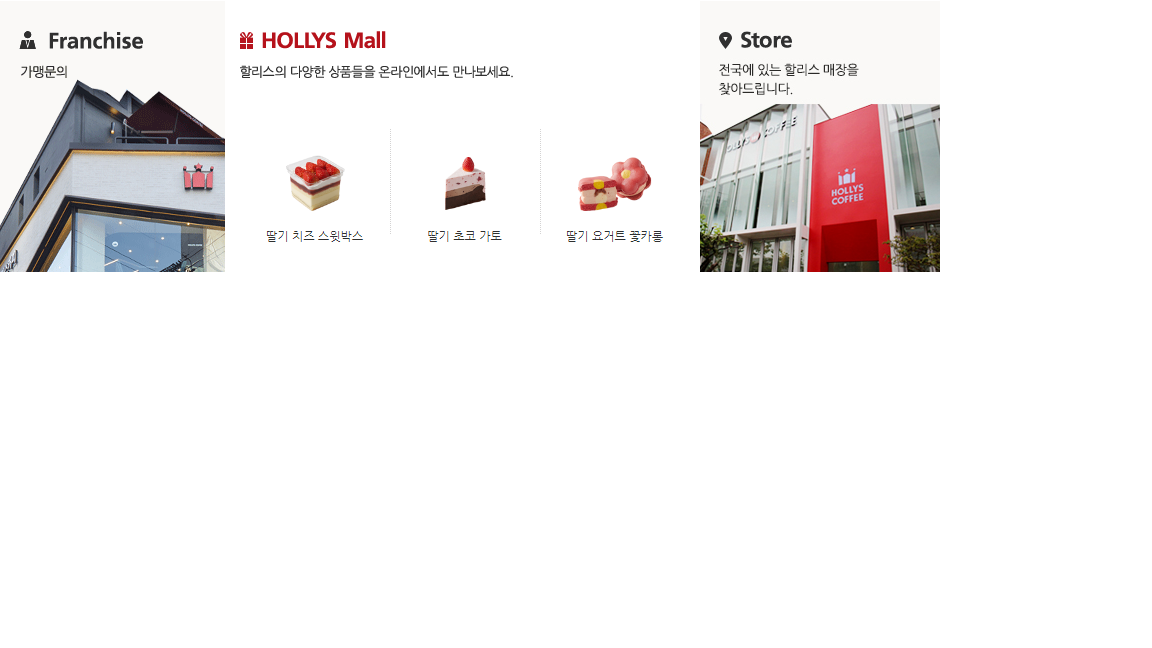 Franchise
가맹문의
HOLLYS Mall
할리스의 다양한 상품들을 온라인에서도 만나보세요.
딸기 치즈 스윗박스
딸기 초코 가토
딸기 요거트 꽃카롱
Store
전국에 있는 할리스 매장을
찾아드립니다.
HOLLYS
COFFEE